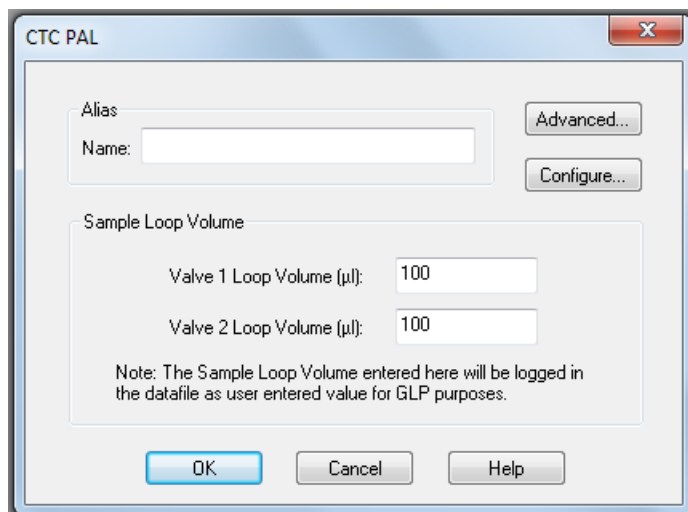 CTC PAL
Alias
Name:
Advanced...
Configure...
Sample Loop Volume
Valve 1 Loop Volume (µl): 100
Valve 2 Loop Volume (µl): 100
Note: The Sample Loop Volume entered here will be logged in
the datafile as user entered value for GLP purposes.
OK Cancel Help